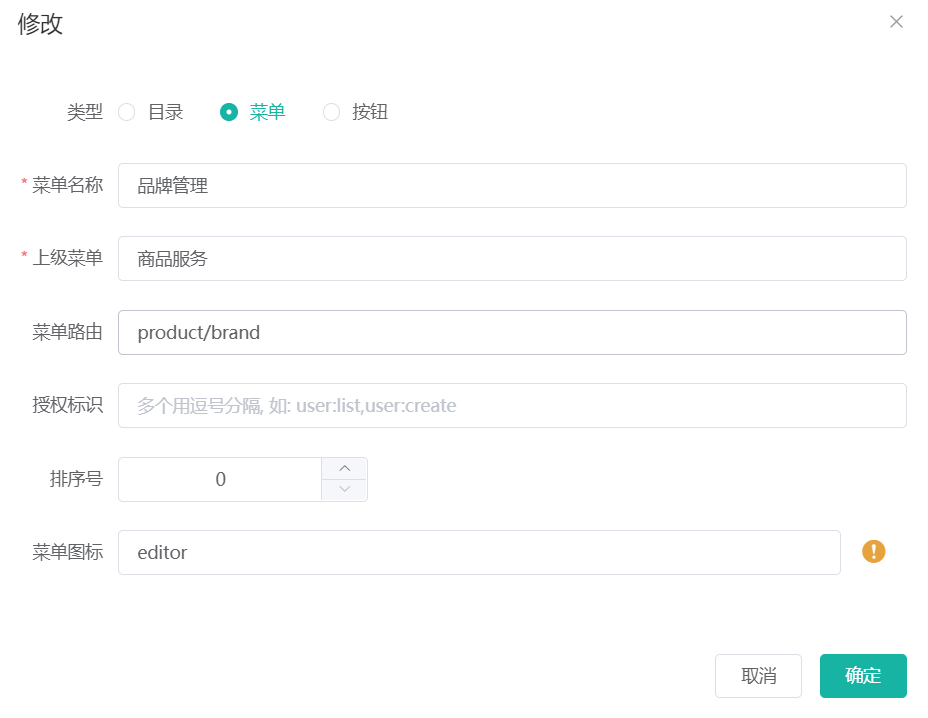 修改
类型 目录 菜单 按钮
* 菜单名称 品牌管理
* 上级菜单 商品服务
菜单路由 product/brand
授权标识 多个用逗号分隔, 如: user:list,user:create
排序号 0
菜单图标 editor
取消 确定